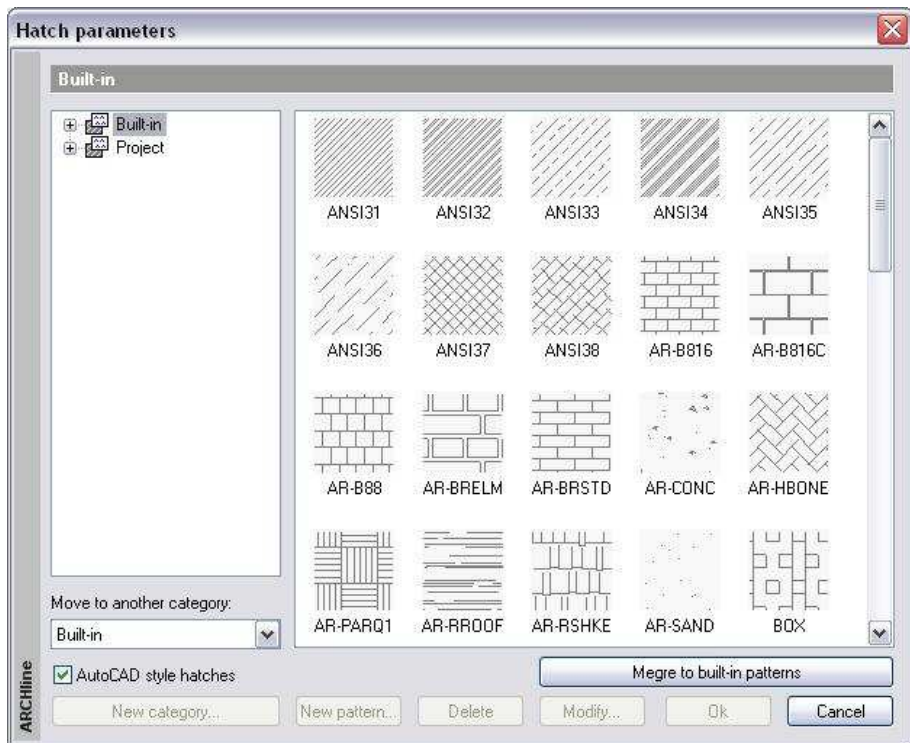 Hatch parameters
Built-in
Built-in
Project
ANSI31 ANSI32 ANSI33 ANSI34 ANSI35
ANSI36 ANSI37 ANSI38 AR-B816 AR-B816C
AR-B88 AR-BRELM AR-BRSTD AR-CONC AR-HBONE
AR-PARQ1 AR-RROOF AR-RSHKE AR-SAND BOX
Move to another category:
Built-in
AutoCAD style hatches
Megre to built-in patterns
New category... New pattern... Delete Modify... Ok Cancel
ARCHline